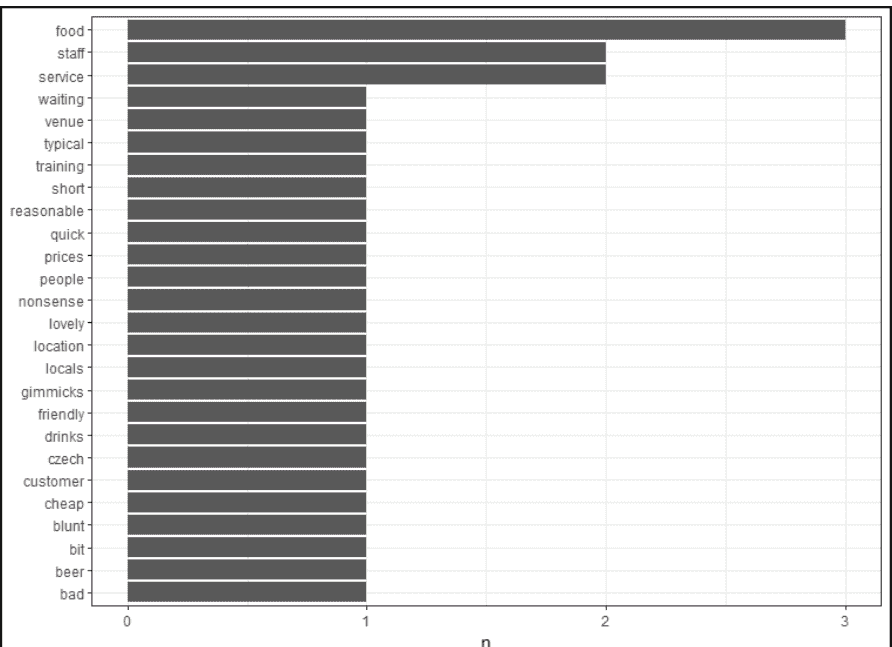 food
staff
service
waiting
venue
typical
training
short
reasonable
quick
prices
people
nonsense
lovely
location
locals
gimmicks
friendly
drinks
czech
customer
cheap
blunt
bit
beer
bad
0 1 2 3
n